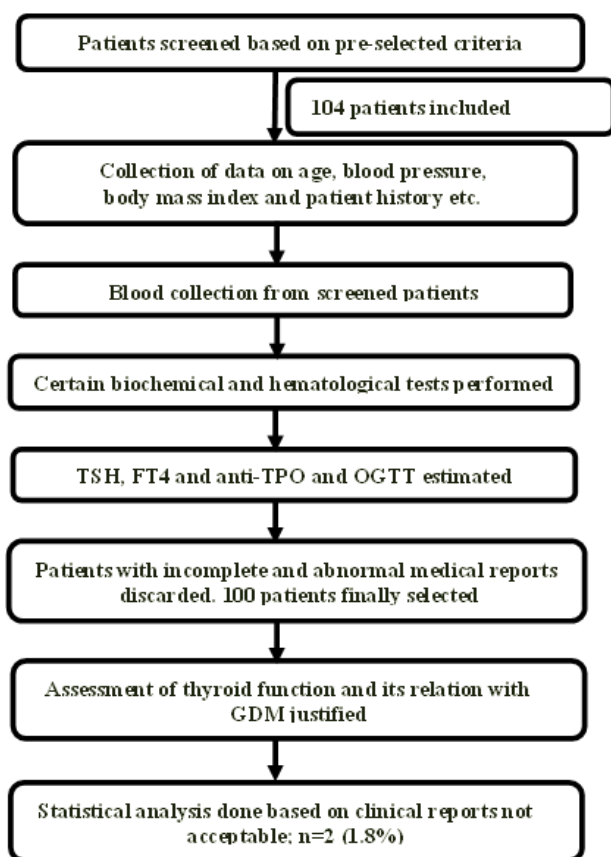 Patients screened based on pre-selected criteria
104 patients included
Collection of data on age, blood pressure,
body mass index and patient history etc.
Blood collection from screened patients
Certain biochemical and hematological tests performed
TSH, FT4 and anti-TPO and OGTT estimated
Patients with incomplete and abnormal medical reports
discarded. 100 patients finally selected
Assessment of thyroid function and its relation with
GDM justified
Statistical analysis done based on clinical reports not
acceptable; n=2 (1.8%)